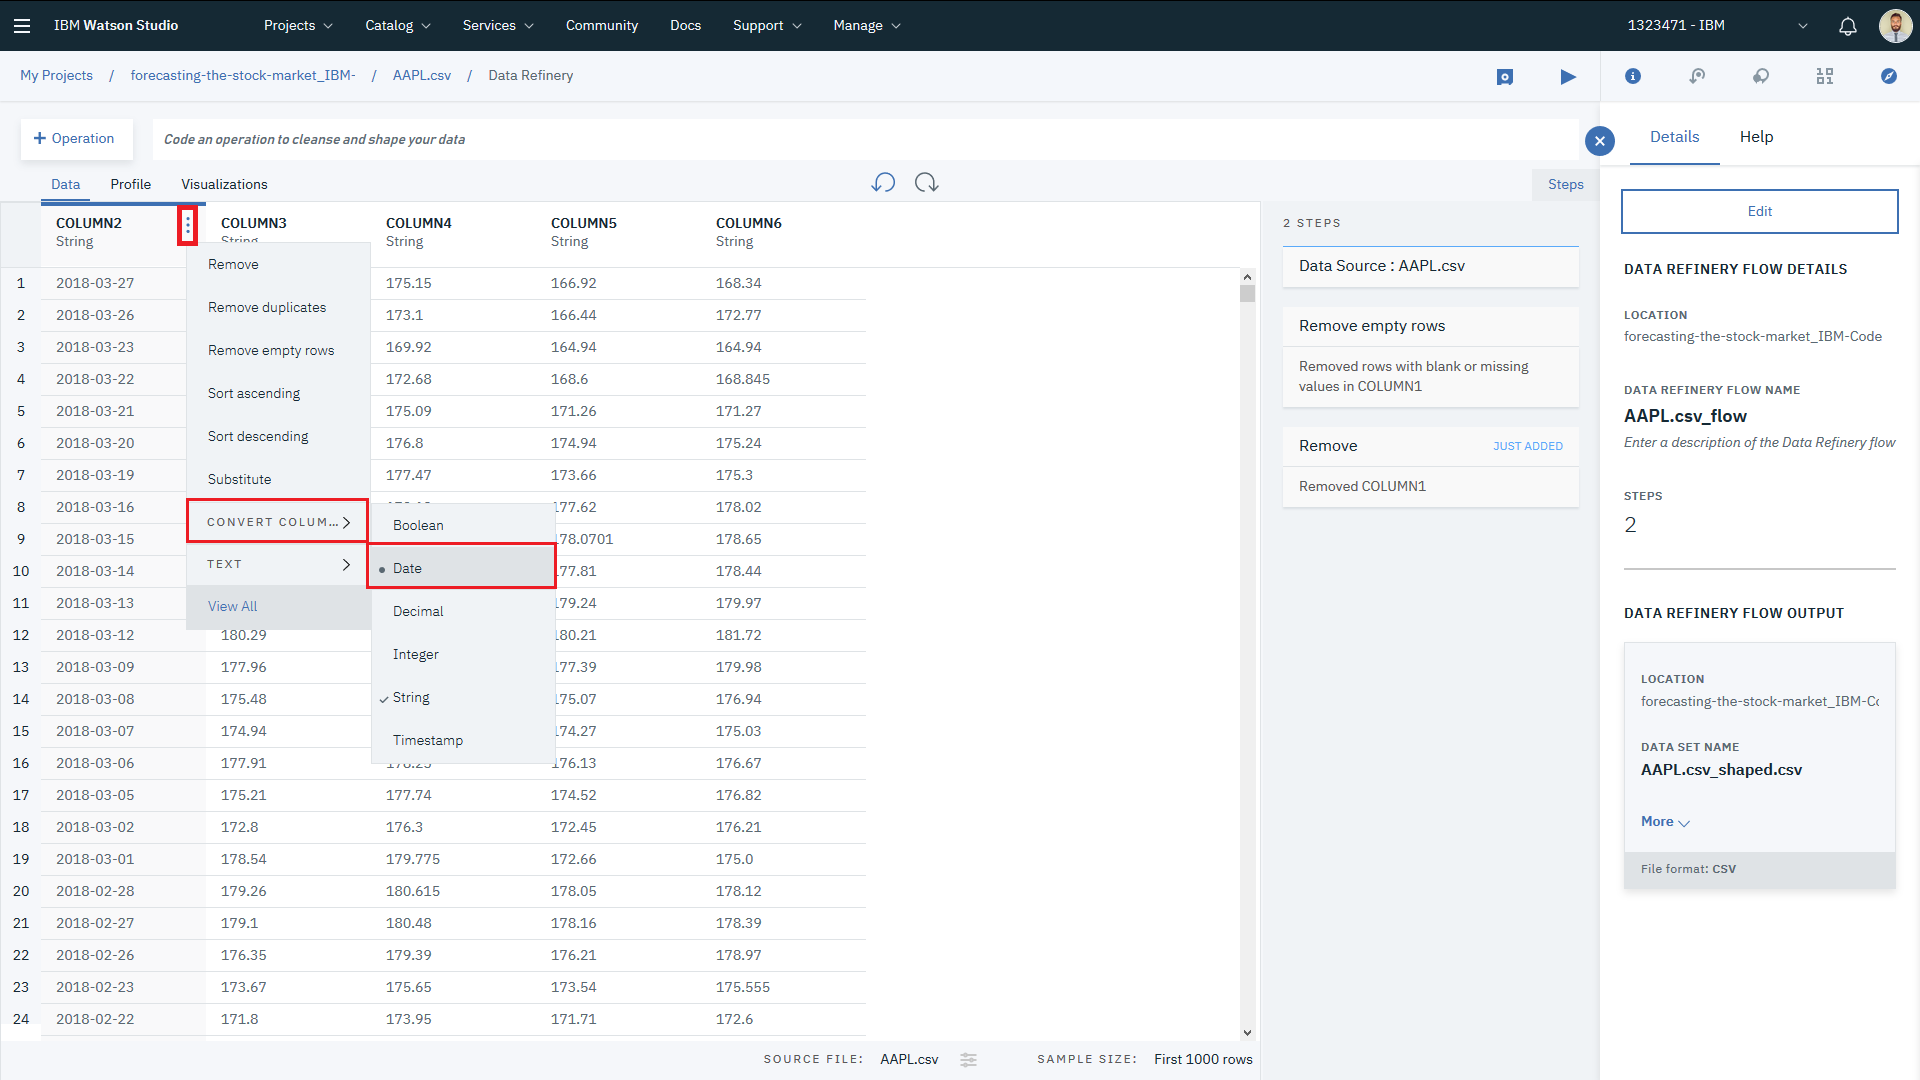 IBM Watson Studio Projects Catalog Services Community Docs Support Manage 1323471 - IBM
My Projects / forecasting-the-stock-market_IBM- / AAPL.csv / Data Refinery
+ Operation Code an operation to cleanse and shape your data
Details Help
Data Profile Visualizations Steps
COLUMN2 COLUMN3 COLUMN4 COLUMN5 COLUMN6
String String String String String
1 2018-03-27 175.15 166.92 168.34
2 2018-03-26 173.1 166.44 172.77
3 2018-03-23 169.92 164.94 164.94
4 2018-03-22 172.68 168.6 168.845
5 2018-03-21 175.09 171.26 171.27
6 2018-03-20 176.8 174.94 175.24
7 2018-03-19 177.47 173.66 175.3
8 2018-03-16 177.62 178.02
9 2018-03-15 178.0701 178.65
10 2018-03-14 177.81 178.44
11 2018-03-13 179.24 179.97
12 2018-03-12 180.29 180.21 181.72
13 2018-03-09 177.96 177.39 179.98
14 2018-03-08 175.48 175.07 176.94
15 2018-03-07 174.94 174.27 175.03
16 2018-03-06 177.91 178.25 176.13 176.67
17 2018-03-05 175.21 177.74 174.52 176.82
18 2018-03-02 172.8 176.3 172.45 176.21
19 2018-03-01 178.54 179.775 172.66 175.0
20 2018-02-28 179.26 180.615 178.05 178.12
21 2018-02-27 179.1 180.48 178.16 178.39
22 2018-02-26 176.35 179.39 176.21 178.97
23 2018-02-23 173.67 175.65 173.54 175.555
24 2018-02-22 171.8 173.95 171.71 172.6
Remove
Remove duplicates
Remove empty rows
Sort ascending
Sort descending
Substitute
CONVERT COLUM...
TEXT
View All
Boolean
Date
Decimal
Integer
String
Timestamp
SOURCE FILE: AAPL.csv SAMPLE SIZE: First 1000 rows
2 STEPS
Data Source : AAPL.csv
Remove empty rows
Removed rows with blank or missing
values in COLUMN1
Remove JUST ADDED
Removed COLUMN1
Edit
DATA REFINERY FLOW DETAILS
LOCATION
forecasting-the-stock-market_IBM-Code
DATA REFINERY FLOW NAME
AAPL.csv_flow
Enter a description of the Data Refinery flow
STEPS
2
DATA REFINERY FLOW OUTPUT
LOCATION
forecasting-the-stock-market_IBM-Co
DATA SET NAME
AAPL.csv_shaped.csv
More
File format: CSV